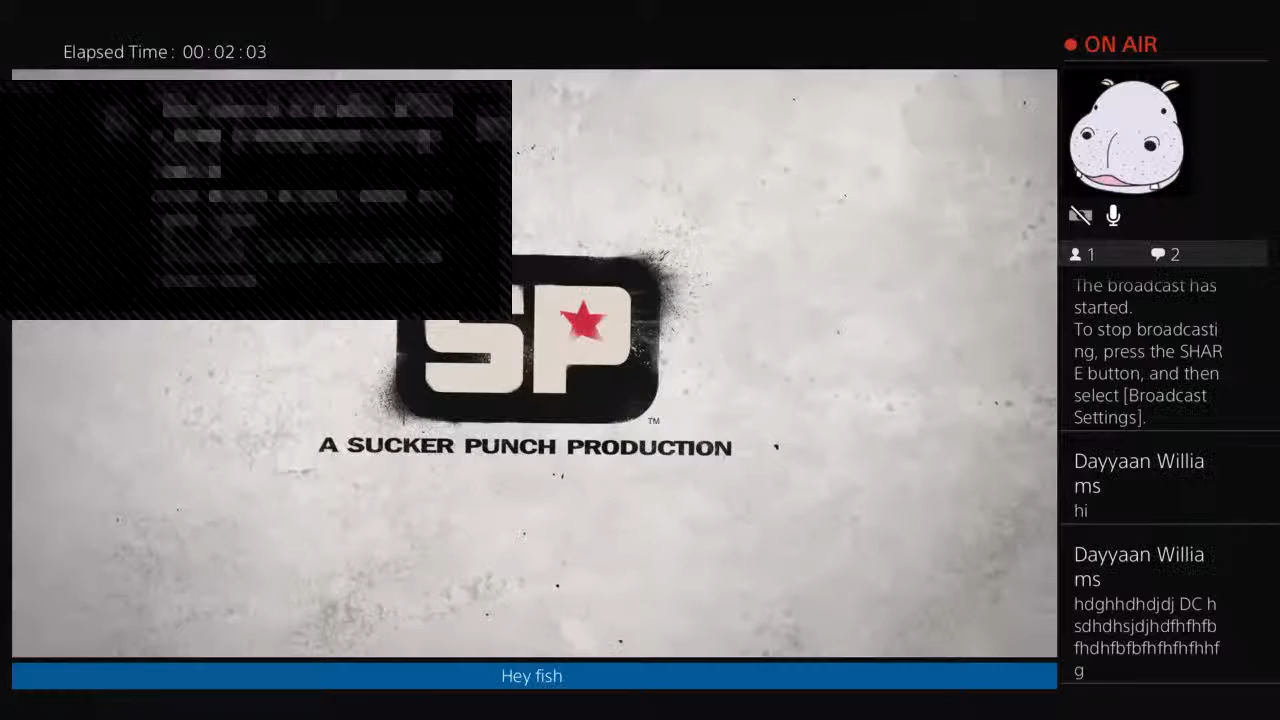 Elapsed Time: 00:02:03
ON AIR
1
2
The broadcast has
started.
To stop broadcasti
ng, press the SHAR
E button, and then
select [Broadcast
Settings].
Dayyaan Willia
ms
hi
Dayyaan Willia
ms
hdghhdhdjdj DC h
sdhdhsjdjhdfhfhfb
fhdhfbfbfhfhfhfhhf
g
SP
TM
A SUCKER PUNCH PRODUCTION
Hey fish